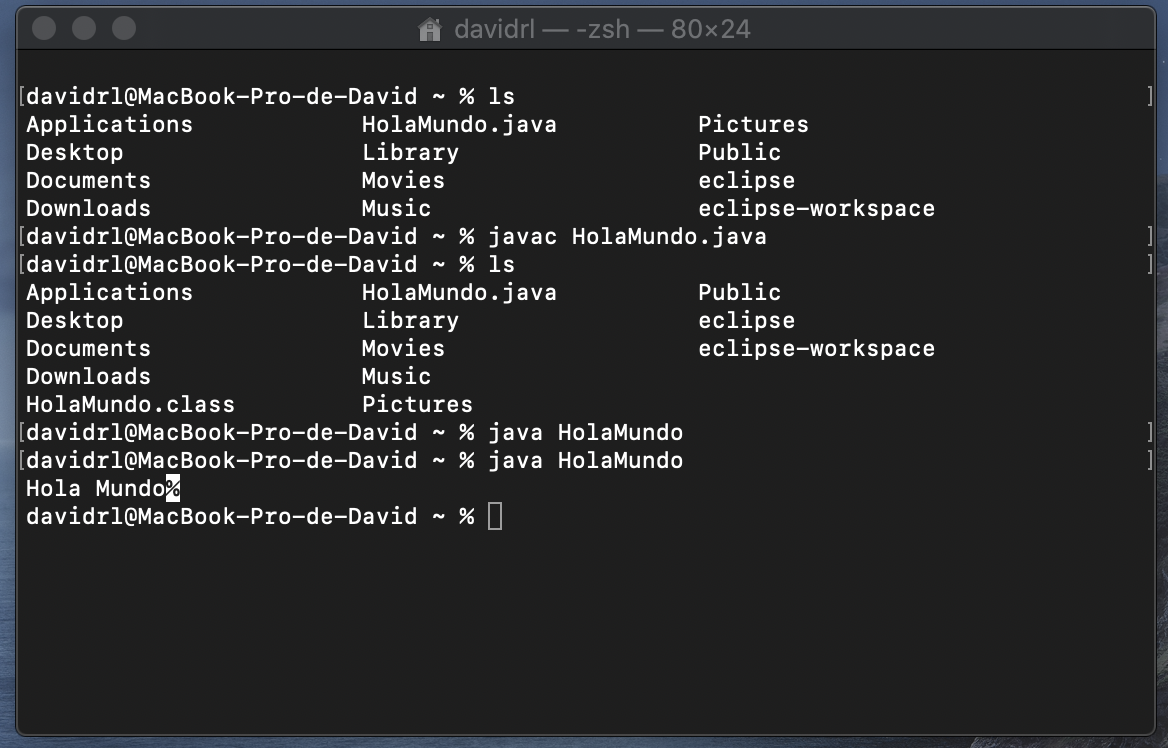 davidrl — -zsh — 80×24
[davidrl@MacBook-Pro-de-David ~ % ls ]
Applications HolaMundo.java Pictures
Desktop Library Public
Documents Movies eclipse
Downloads Music eclipse-workspace
[davidrl@MacBook-Pro-de-David ~ % javac HolaMundo.java ]
[davidrl@MacBook-Pro-de-David ~ % ls ]
Applications HolaMundo.java Public
Desktop Library eclipse
Documents Movies eclipse-workspace
Downloads Music
HolaMundo.class Pictures
[davidrl@MacBook-Pro-de-David ~ % java HolaMundo ]
[davidrl@MacBook-Pro-de-David ~ % java HolaMundo ]
Hola Mundo%
davidrl@MacBook-Pro-de-David ~ %